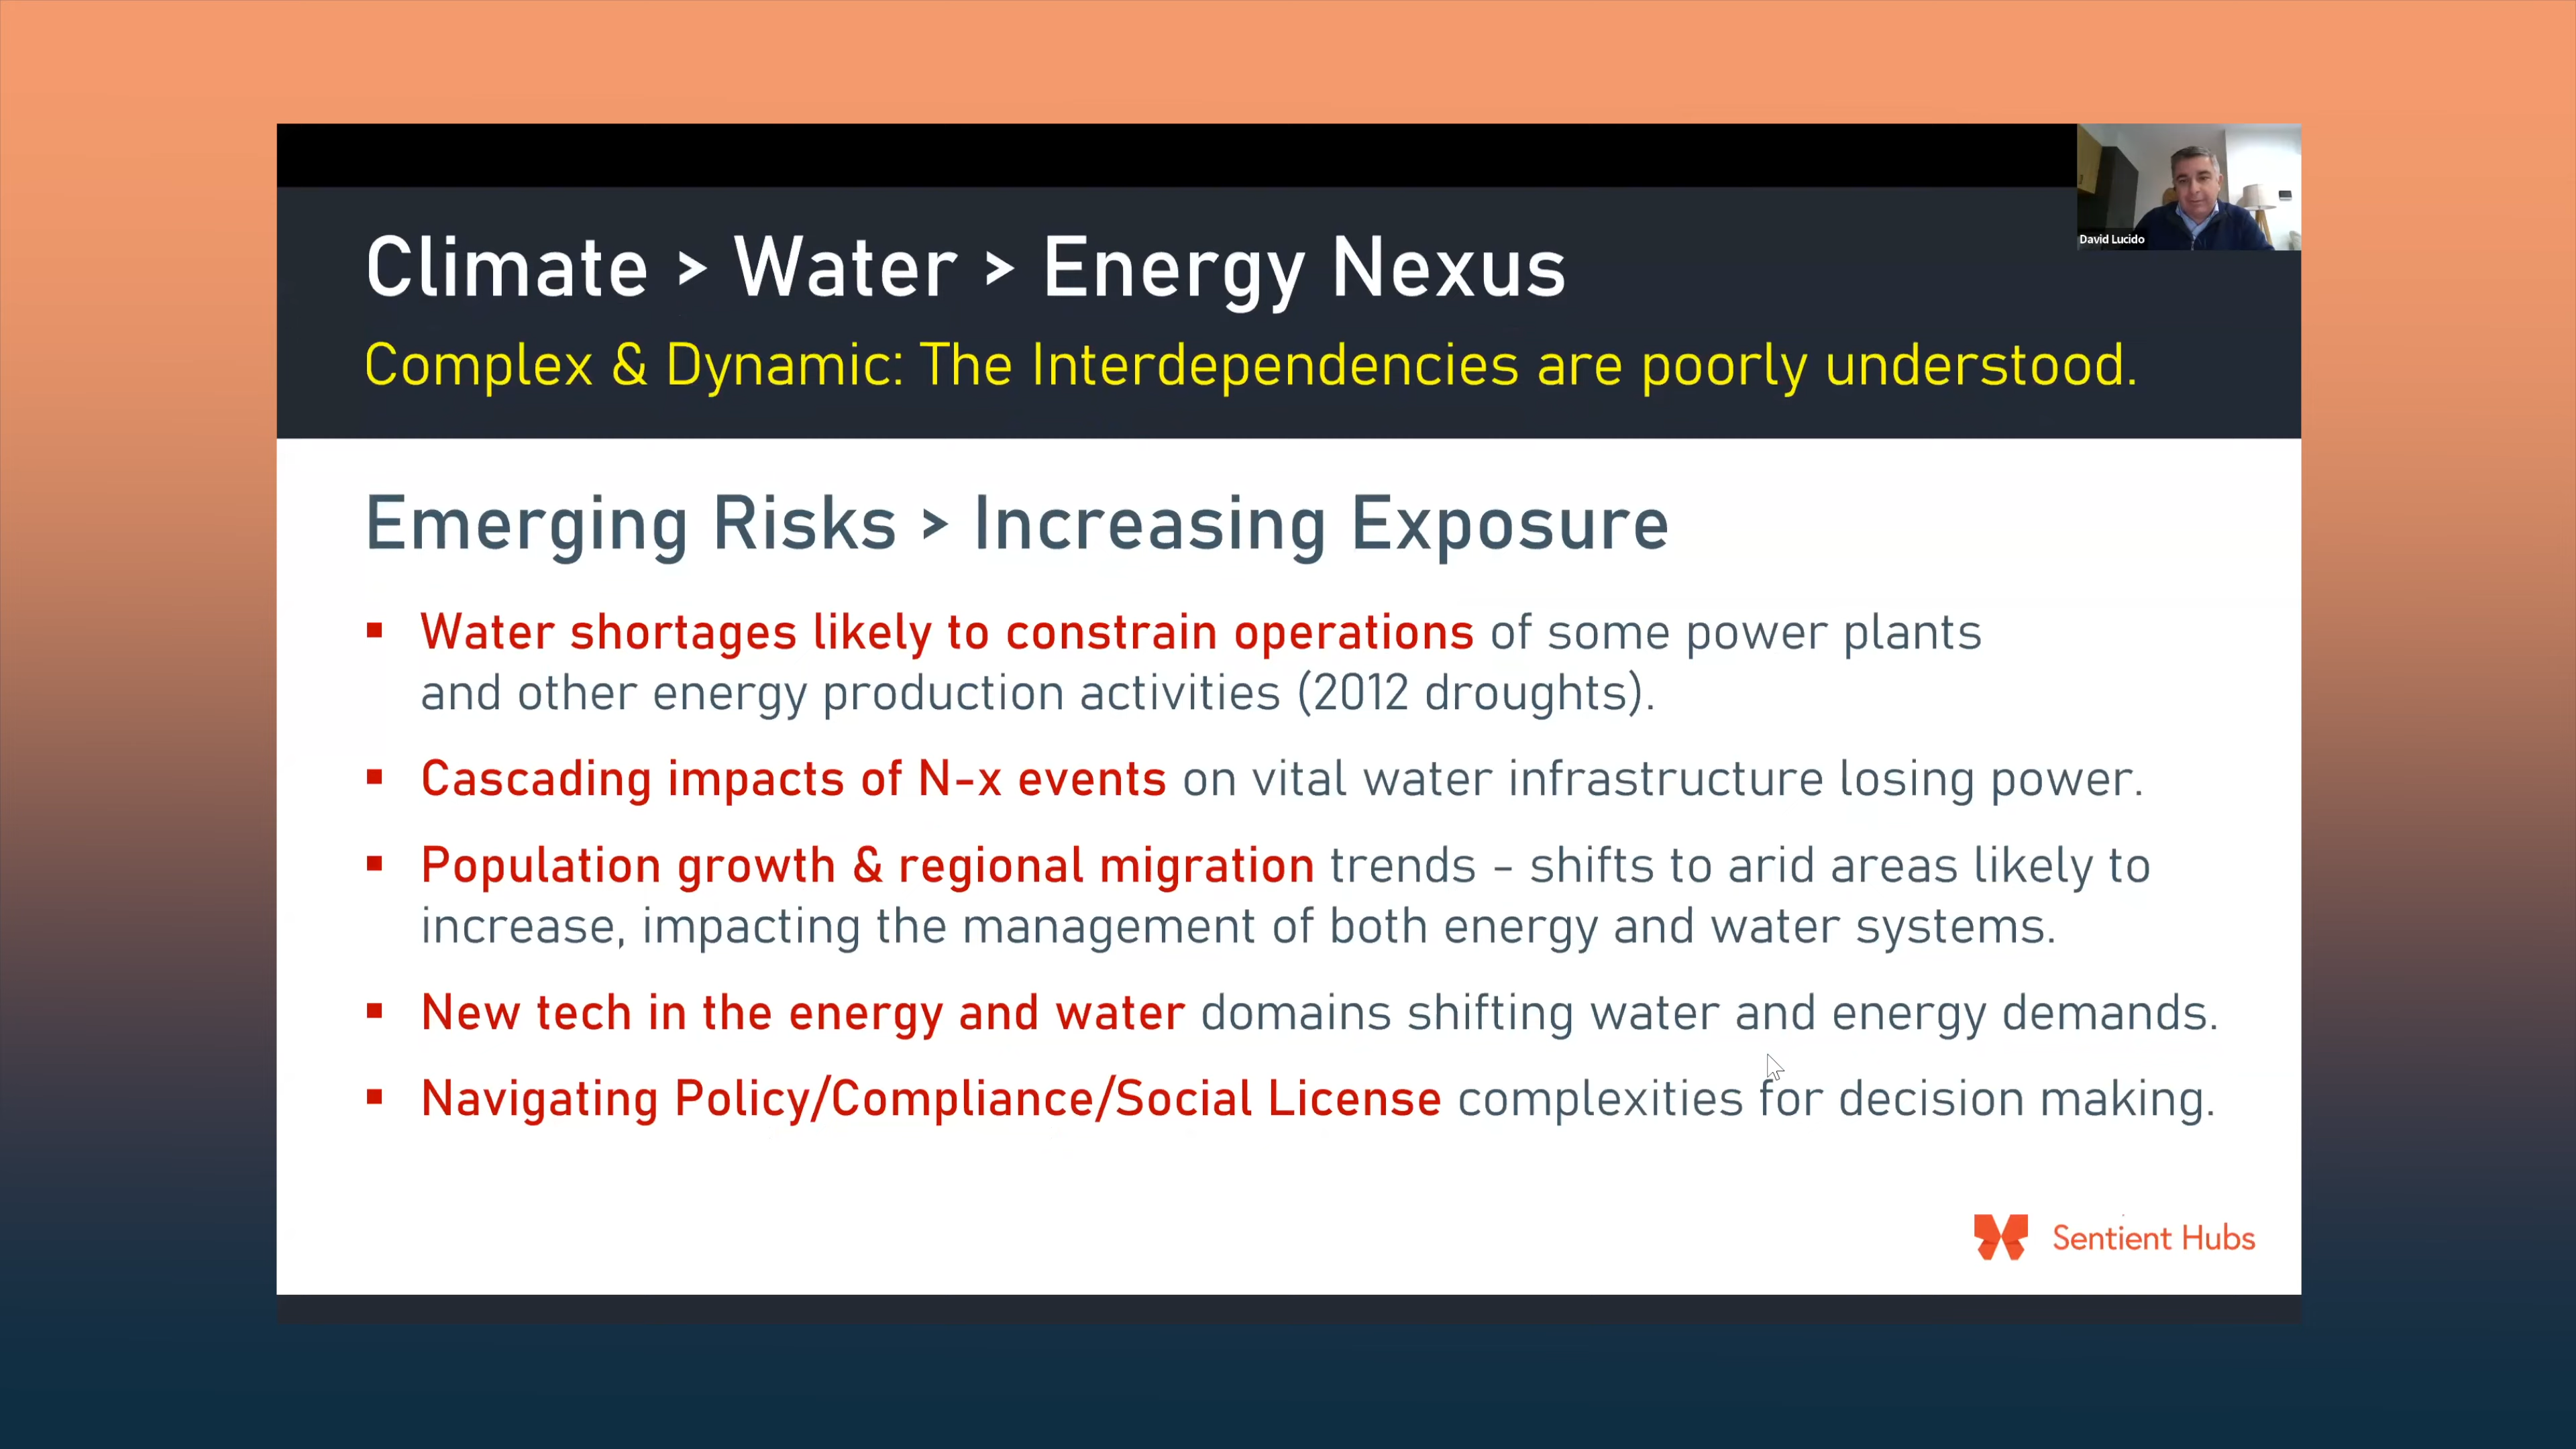 David Lucido
Climate > Water > Energy Nexus
Complex & Dynamic: The Interdependencies are poorly understood.
Emerging Risks > Increasing Exposure
▪ Water shortages likely to constrain operations of some power plants
and other energy production activities (2012 droughts).
▪ Cascading impacts of N-x events on vital water infrastructure losing power.
▪ Population growth & regional migration trends - shifts to arid areas likely to
increase, impacting the management of both energy and water systems.
▪ New tech in the energy and water domains shifting water and energy demands.
▪ Navigating Policy/Compliance/Social License complexities for decision making.
Sentient Hubs